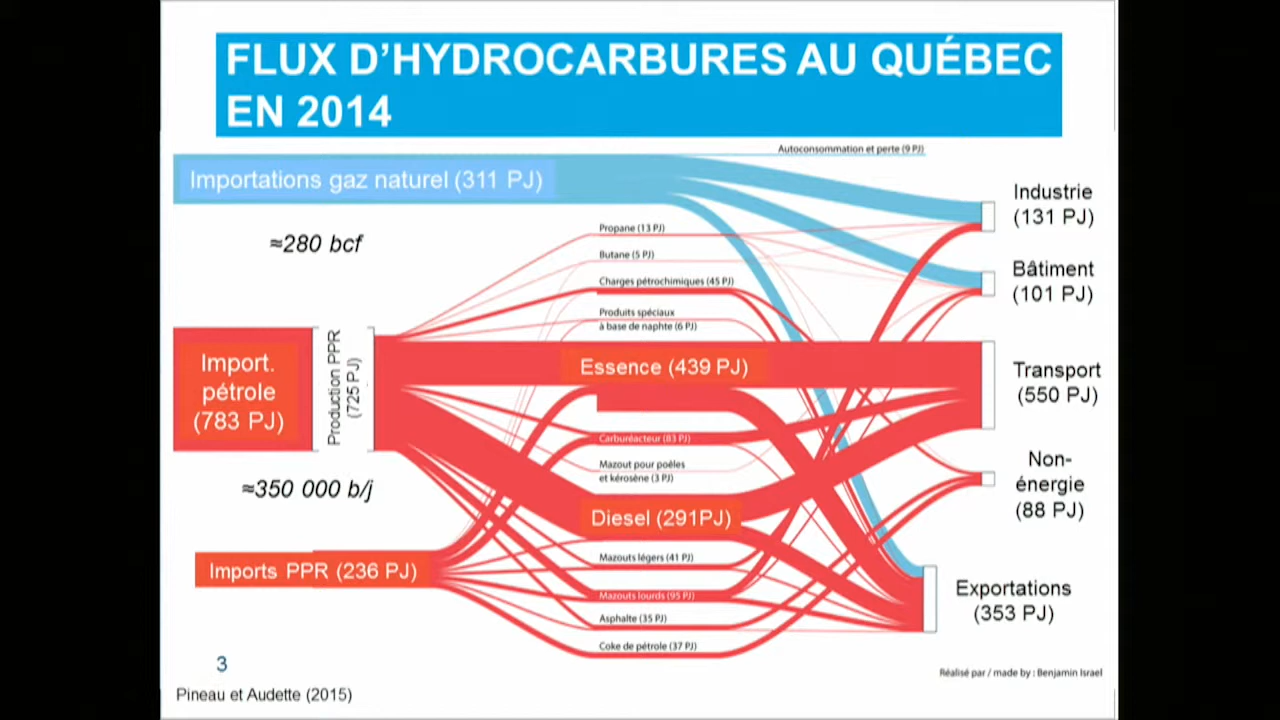 FLUX D’HYDROCARBURES AU QUÉBEC
EN 2014
Autoconsommation et perte (9 PJ)
Importations gaz naturel (311 PJ)
≈280 bcf
Import.
pétrole
(783 PJ)
Production PPR
(725 PJ)
≈350 000 b/j
Imports PPR (236 PJ)
Propane (13 PJ)
Butane (5 PJ)
Charges pétrochimiques (45 PJ)
Produits spéciaux
à base de naphte (6 PJ)
Essence (439 PJ)
Carburéacteur (83 PJ)
Mazout pour poêles
et kérosène (3 PJ)
Diesel (291PJ)
Mazouts légers (41 PJ)
Mazouts lourds (95 PJ)
Asphalte (35 PJ)
Coke de pétrole (37 PJ)
Industrie
(131 PJ)
Bâtiment
(101 PJ)
Transport
(550 PJ)
Non-
énergie
(88 PJ)
Exportations
(353 PJ)
Réalisé par / made by : Benjamin Israel
3
Pineau et Audette (2015)